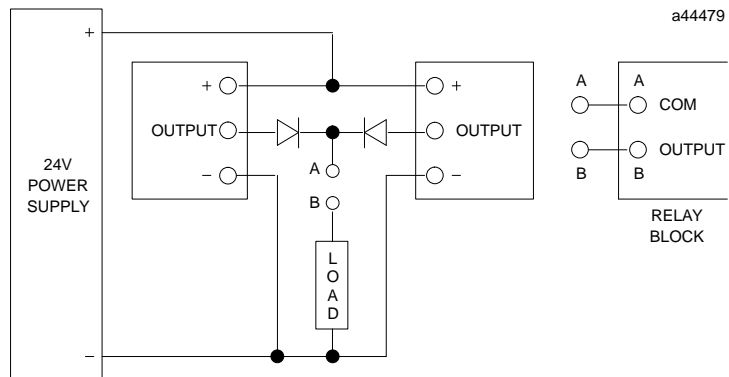 a44479
+
+ OUTPUT −
+ OUTPUT −
24V
POWER
SUPPLY
−
A
B
L
O
A
D
A A
COM
OUTPUT
B B
RELAY
BLOCK